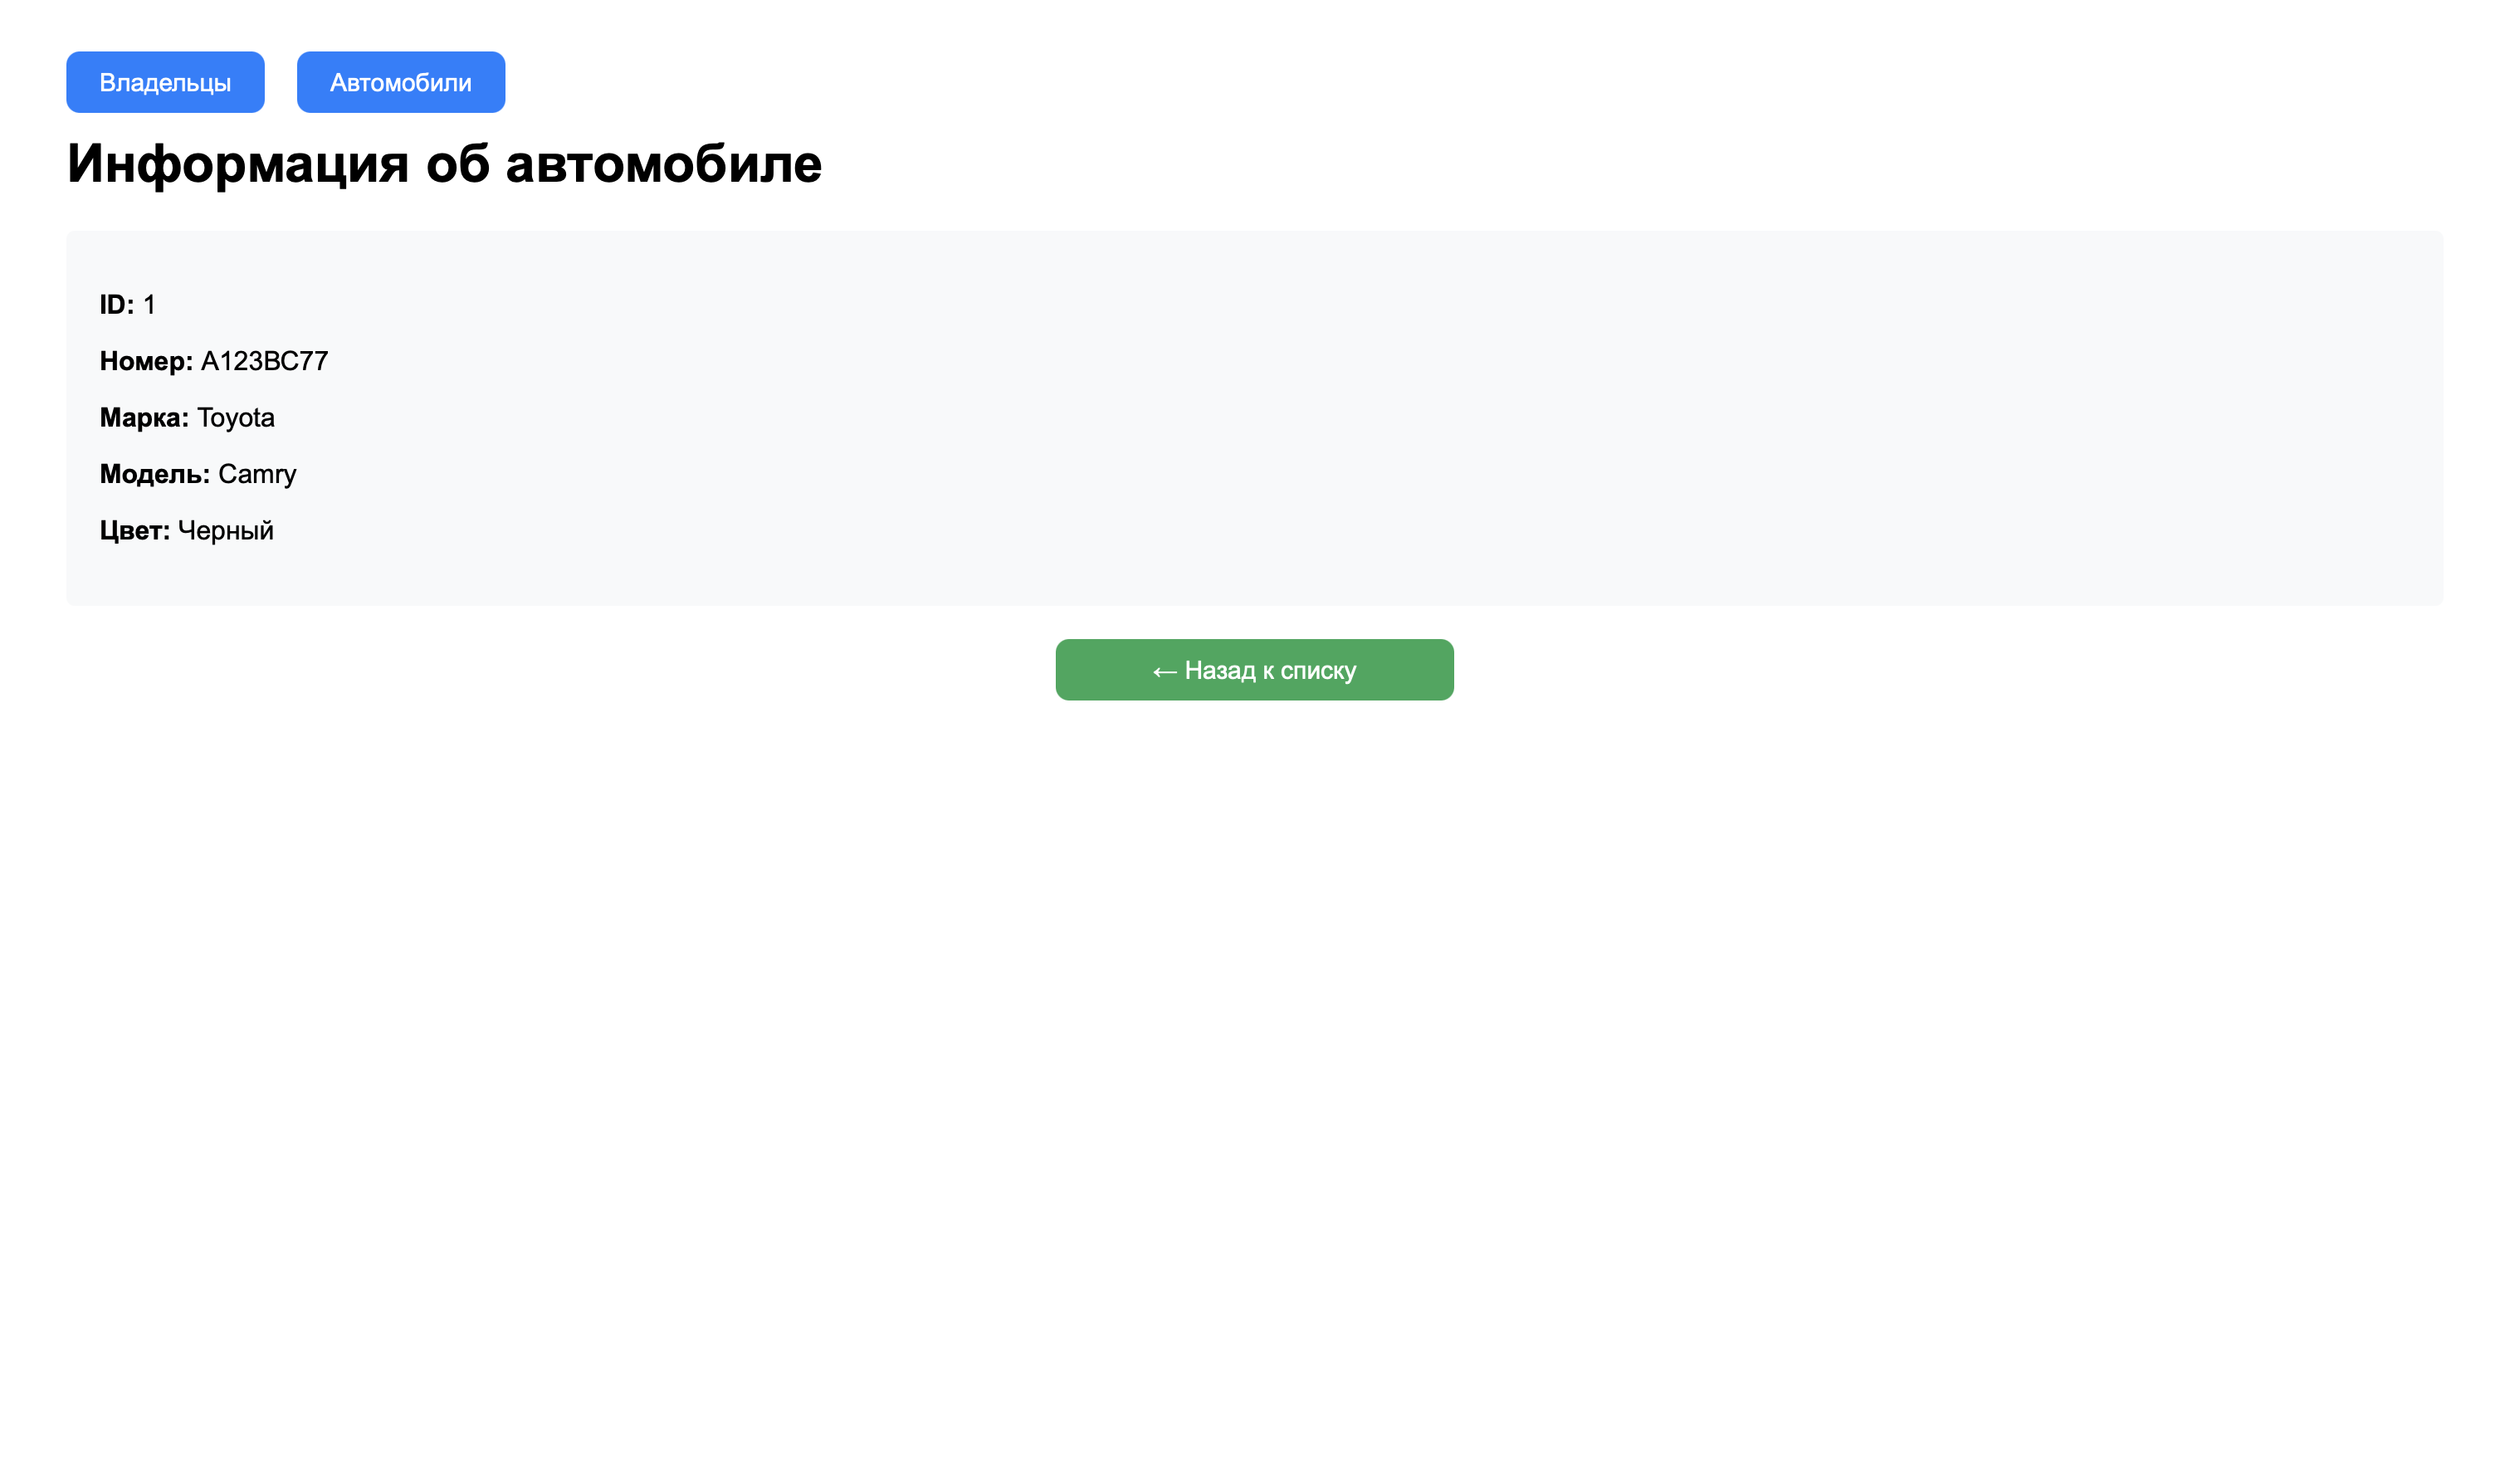 Владельцы Автомобили
Информация об автомобиле
ID: 1
Номер: A123BC77
Марка: Toyota
Модель: Camry
Цвет: Черный
← Назад к списку